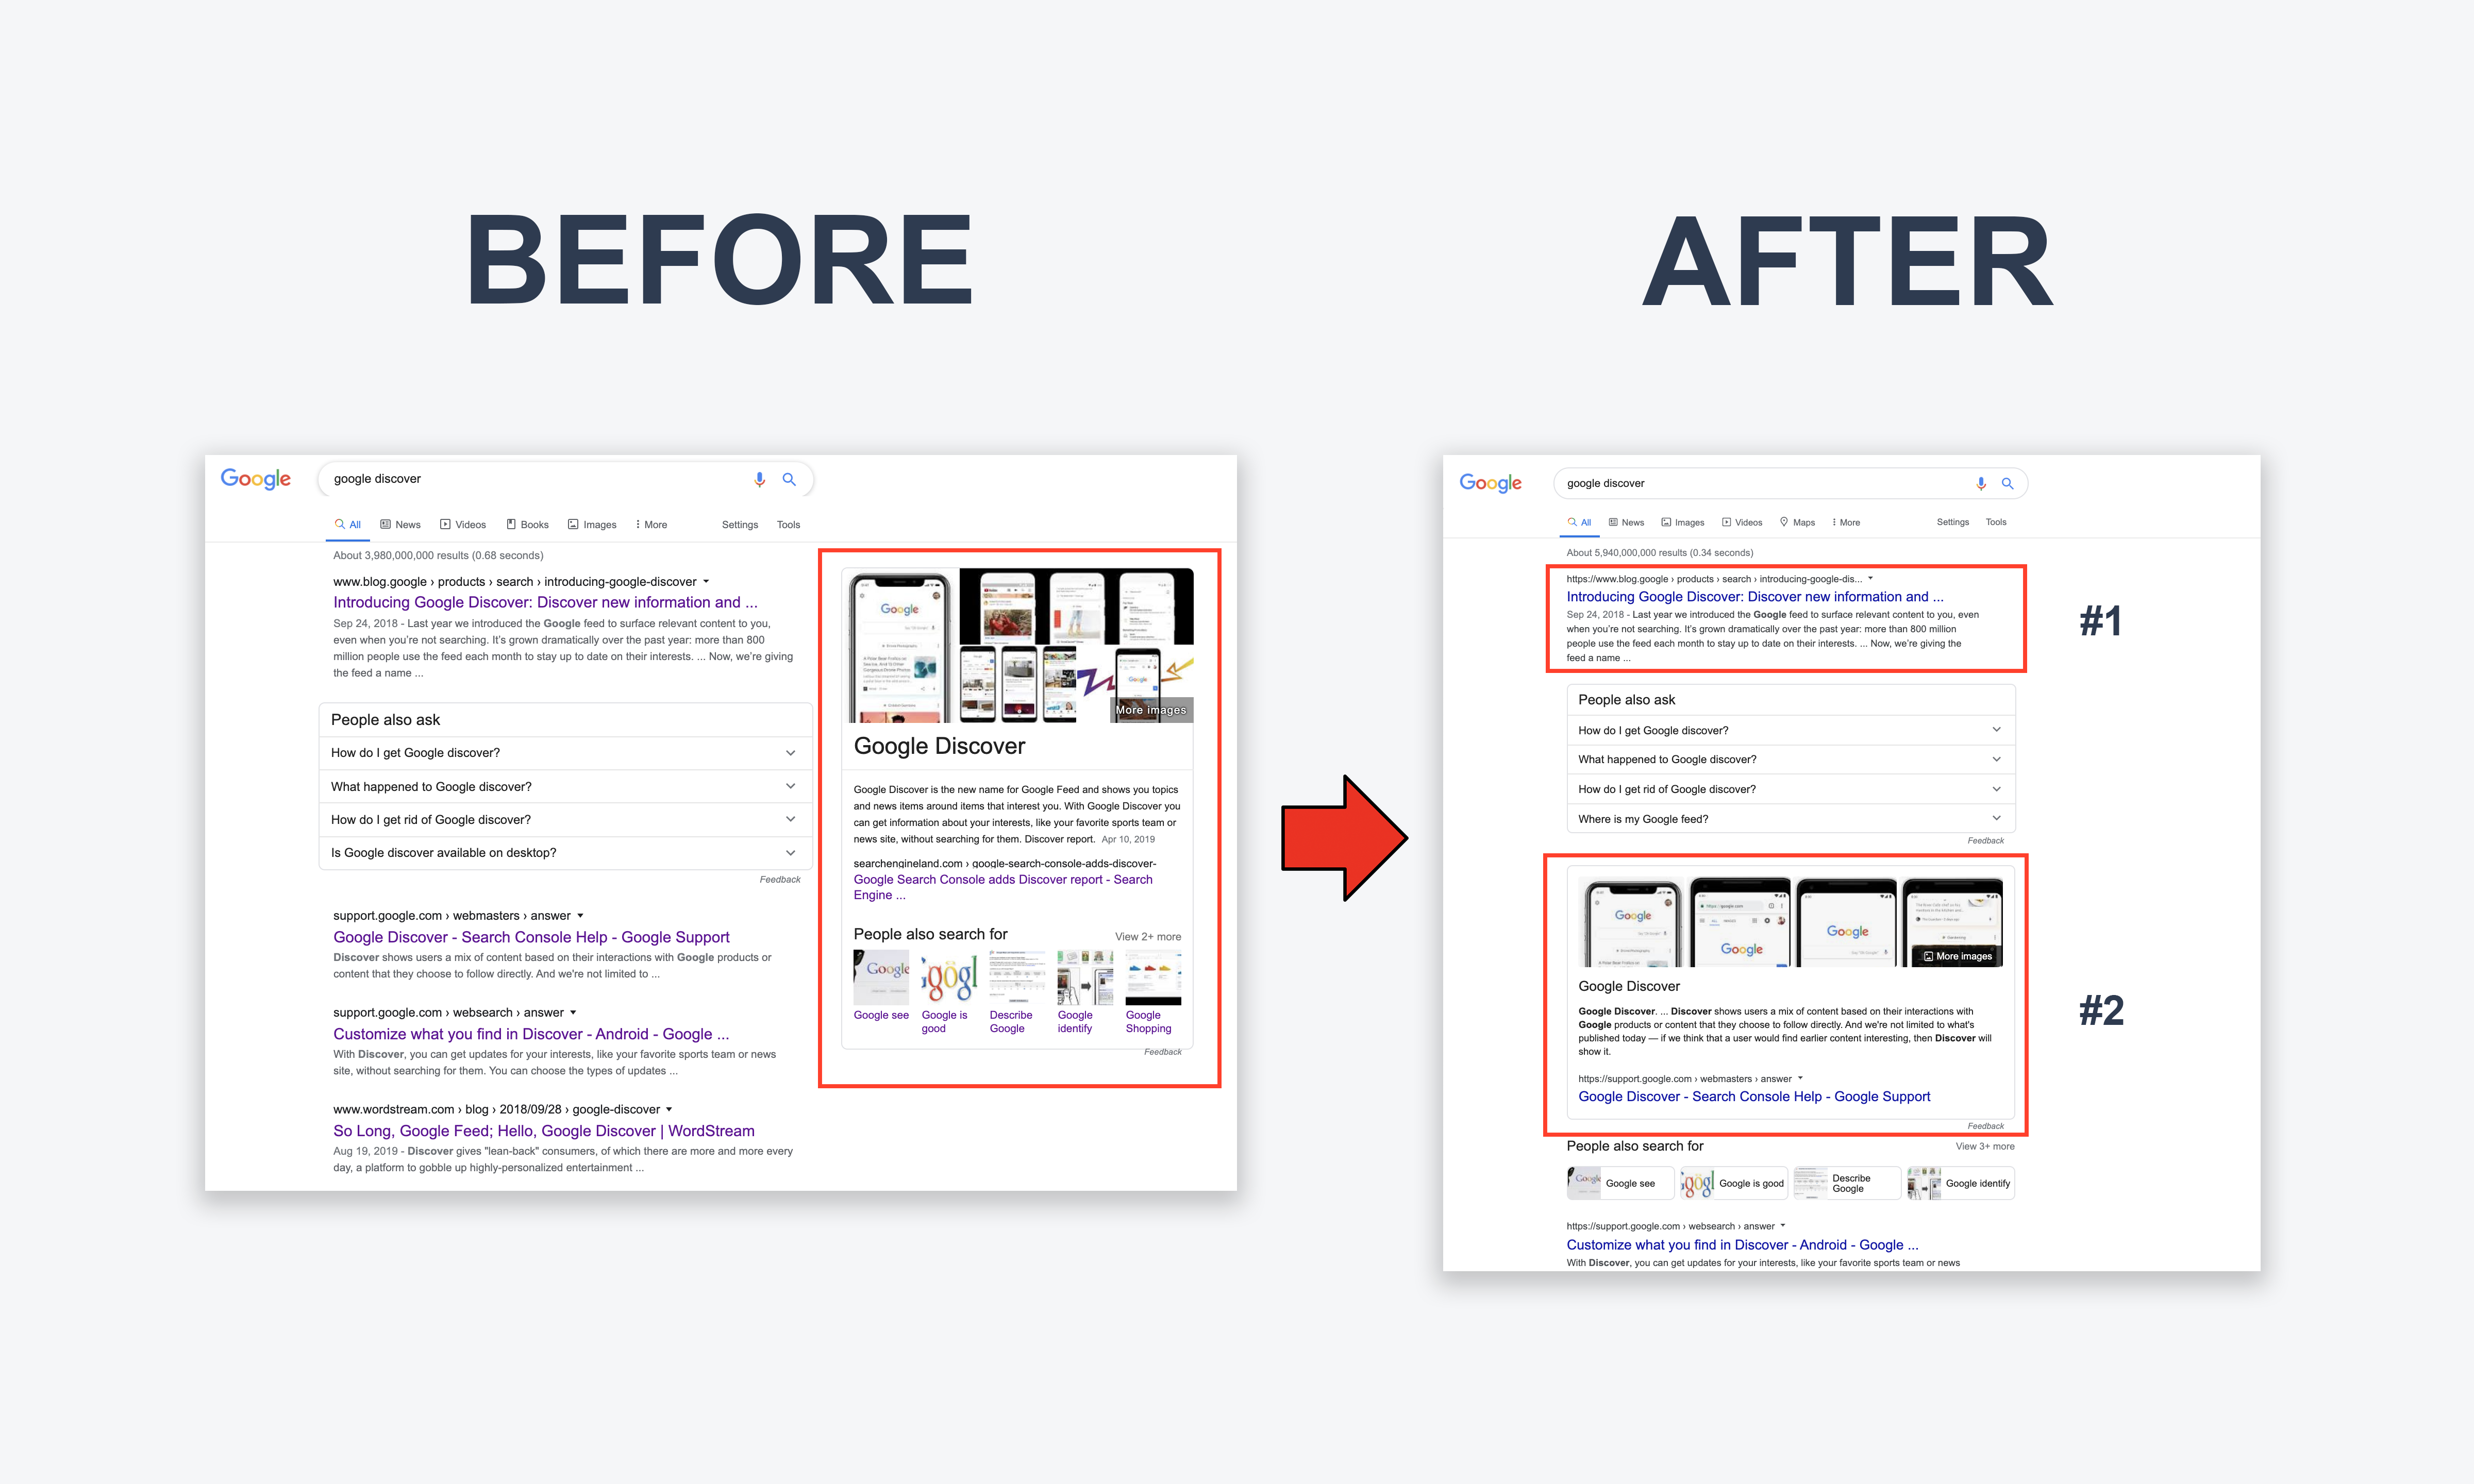 BEFORE
AFTER
Google
google discover
All
News
Videos
Books
Images
More
Settings
Tools
About 3,980,000,000 results (0.68 seconds)
www.blog.google › products › search › introducing-google-discover
Introducing Google Discover: Discover new information and ...
Sep 24, 2018 - Last year we introduced the Google feed to surface relevant content to you,
even when you're not searching. It's grown dramatically over the past year: more than 800
million people use the feed each month to stay up to date on their interests. ... Now, we're giving
the feed a name ...
People also ask
How do I get Google discover?
What happened to Google discover?
How do I get rid of Google discover?
Is Google discover available on desktop?
Feedback
support.google.com › webmasters › answer
Google Discover - Search Console Help - Google Support
Discover shows users a mix of content based on their interactions with Google products or
content that they choose to follow directly. And we're not limited to ...
support.google.com › websearch › answer
Customize what you find in Discover - Android - Google ...
With Discover, you can get updates for your interests, like your favorite sports team or news
site, without searching for them. You can choose the types of updates ...
www.wordstream.com › blog › 2018/09/28 › google-discover
So Long, Google Feed; Hello, Google Discover | WordStream
Aug 19, 2019 - Discover gives "lean-back" consumers, of which there are more and more every
day, a platform to gobble up highly-personalized entertainment ...
Google
Google
More images
Google Discover
Google Discover is the new name for Google Feed and shows you topics
and news items around items that interest you. With Google Discover you
can get information about your interests, like your favorite sports team or
news site, without searching for them. Discover report. Apr 10, 2019
searchengineland.com › google-search-console-adds-discover-
Google Search Console adds Discover report - Search
Engine ...
People also search for
View 2+ more
Google
gögl
Google see
Google is
good
Describe
Google
Google
identify
Google
Shopping
Feedback
Google
google discover
All
News
Images
Videos
Maps
More
Settings
Tools
About 5,940,000,000 results (0.34 seconds)
https://www.blog.google › products › search › introducing-google-dis...
Introducing Google Discover: Discover new information and ...
Sep 24, 2018 - Last year we introduced the Google feed to surface relevant content to you, even
when you're not searching. It's grown dramatically over the past year: more than 800 million
people use the feed each month to stay up to date on their interests. ... Now, we're giving the
feed a name ...
#1
People also ask
How do I get Google discover?
What happened to Google discover?
How do I get rid of Google discover?
Where is my Google feed?
Feedback
Google
Google
Google
More images
Google Discover
Google Discover. ... Discover shows users a mix of content based on their interactions with
Google products or content that they choose to follow directly. And we're not limited to what's
published today — if we think that a user would find earlier content interesting, then Discover will
show it.
https://support.google.com › webmasters › answer
Google Discover - Search Console Help - Google Support
#2
Feedback
People also search for
View 3+ more
Google see
gögl
Google is good
Describe
Google
Google identify
https://support.google.com › websearch › answer
Customize what you find in Discover - Android - Google ...
With Discover, you can get updates for your interests, like your favorite sports team or news